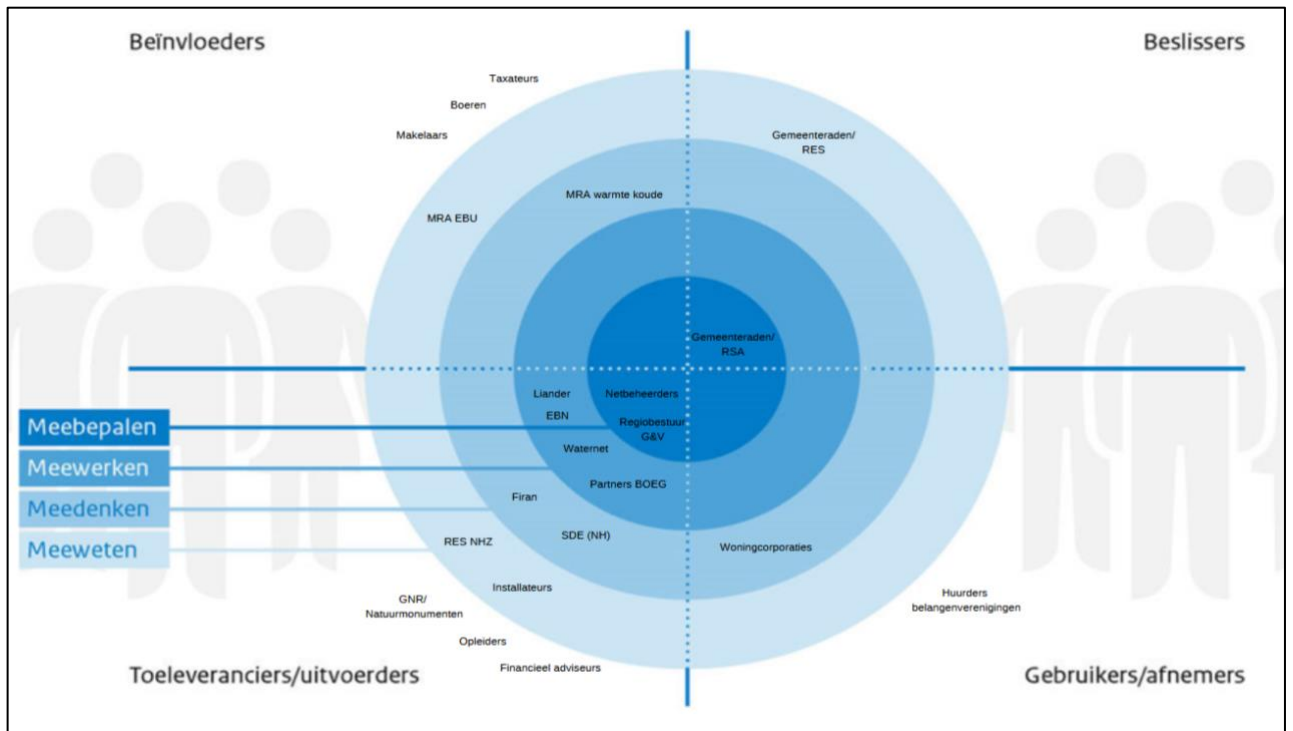 Beïnvloeders
Beslissers
Taxateurs
Boeren
Makelaars
Gemeenteraden/
RES
MRA warmte koude
MRA EBU
Gemeenteraden/
RSA
Liander
Netbeheerders
EBN
Regiobestuur
G&V
Waternet
Partners BOEG
Firan
SDE (NH)
RES NHZ
Woningcorporaties
Installateurs
GNR/
Natuurmonumenten
Huurders
belangenverenigingen
Opleiders
Financieel adviseurs
Meebepalen
Meewerken
Meedenken
Meeweten
Toeleveranciers/uitvoerders
Gebruikers/afnemers